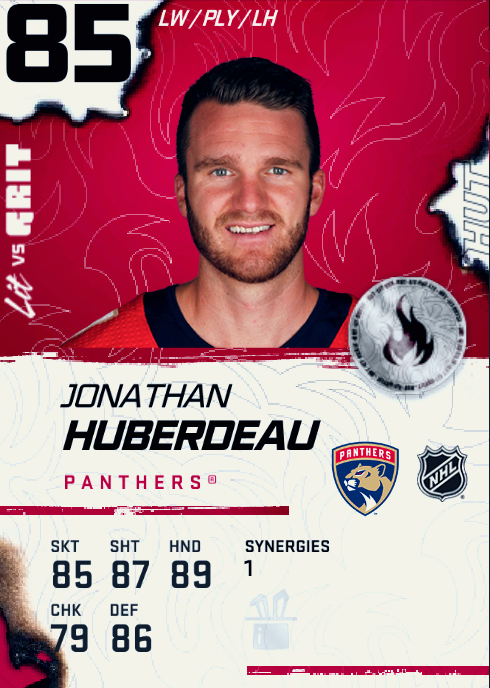 85
LW / PLY / LH
Lit vs GRIT
HUT
JONATHAN
HUBERDEAU
PANTHERS®
PANTHERS
NHL
SKT SHT HND SYNERGIES
85 87 89 1
CHK DEF
79 86